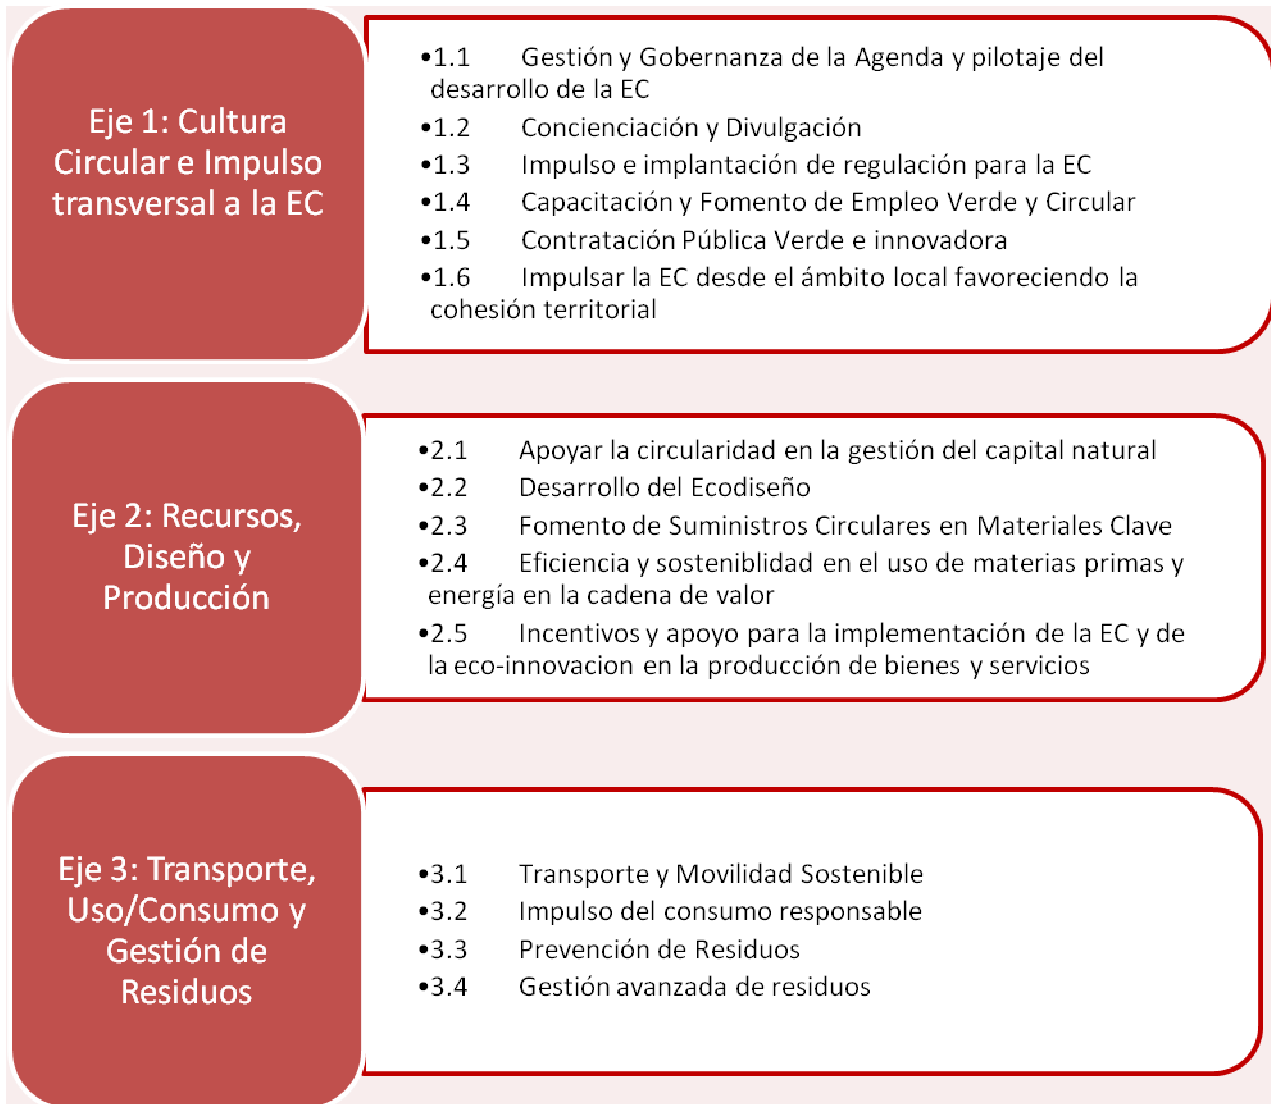 Eje 1: Cultura
Circular e Impulso
transversal a la EC
•1.1 Gestión y Gobernanza de la Agenda y pilotaje del
desarrollo de la EC
•1.2 Concienciación y Divulgación
•1.3 Impulso e implantación de regulación para la EC
•1.4 Capacitación y Fomento de Empleo Verde y Circular
•1.5 Contratación Pública Verde e innovadora
•1.6 Impulsar la EC desde el ámbito local favoreciendo la
cohesión territorial
Eje 2: Recursos,
Diseño y
Producción
•2.1 Apoyar la circularidad en la gestión del capital natural
•2.2 Desarrollo del Ecodiseño
•2.3 Fomento de Suministros Circulares en Materiales Clave
•2.4 Eficiencia y sosteniblidad en el uso de materias primas y
energía en la cadena de valor
•2.5 Incentivos y apoyo para la implementación de la EC y de
la eco-innovacion en la producción de bienes y servicios
Eje 3: Transporte,
Uso/Consumo y
Gestión de
Residuos
•3.1 Transporte y Movilidad Sostenible
•3.2 Impulso del consumo responsable
•3.3 Prevención de Residuos
•3.4 Gestión avanzada de residuos